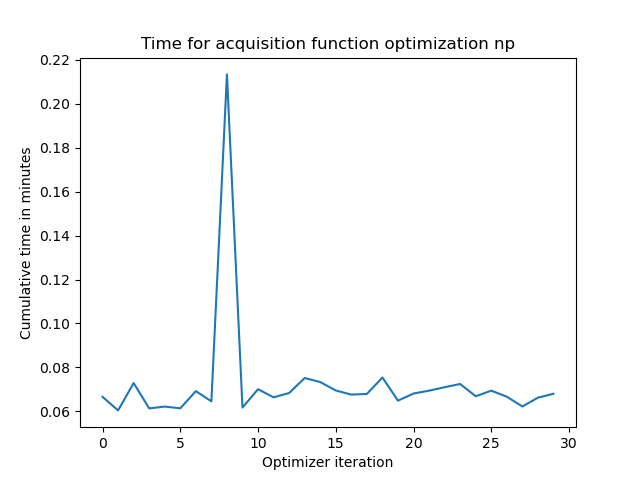 Time for acquisition function optimization np
Cumulative time in minutes
0.22
0.20
0.18
0.16
0.14
0.12
0.10
0.08
0.06
0 5 10 15 20 25 30
Optimizer iteration